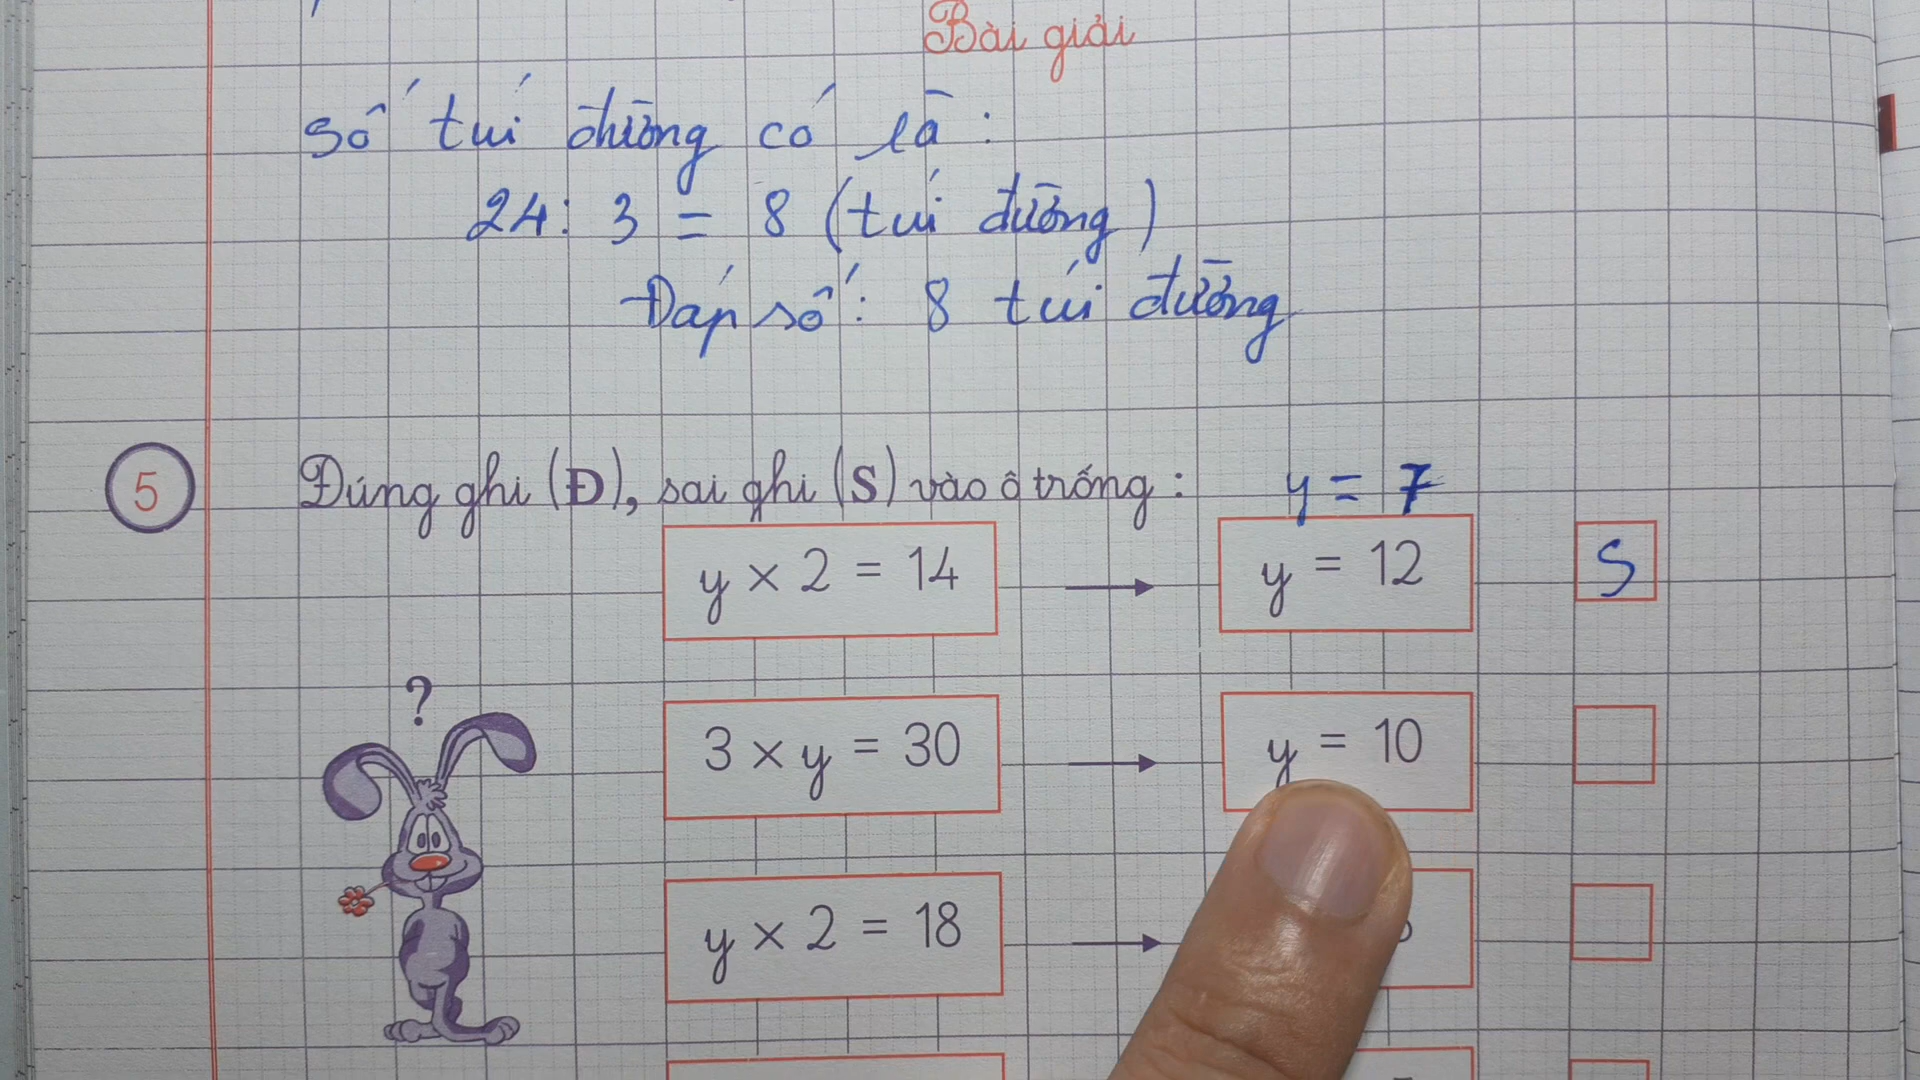 Bài giải
Số túi đường có là:
24 : 3 = 8 (túi đường)
Đáp số: 8 túi đường
5 Đúng ghi (Đ), sai ghi (S) vào ô trống: y = 7
y × 2 = 14 → y = 12 S
?
3 × y = 30 → y = 10
y × 2 = 18 →